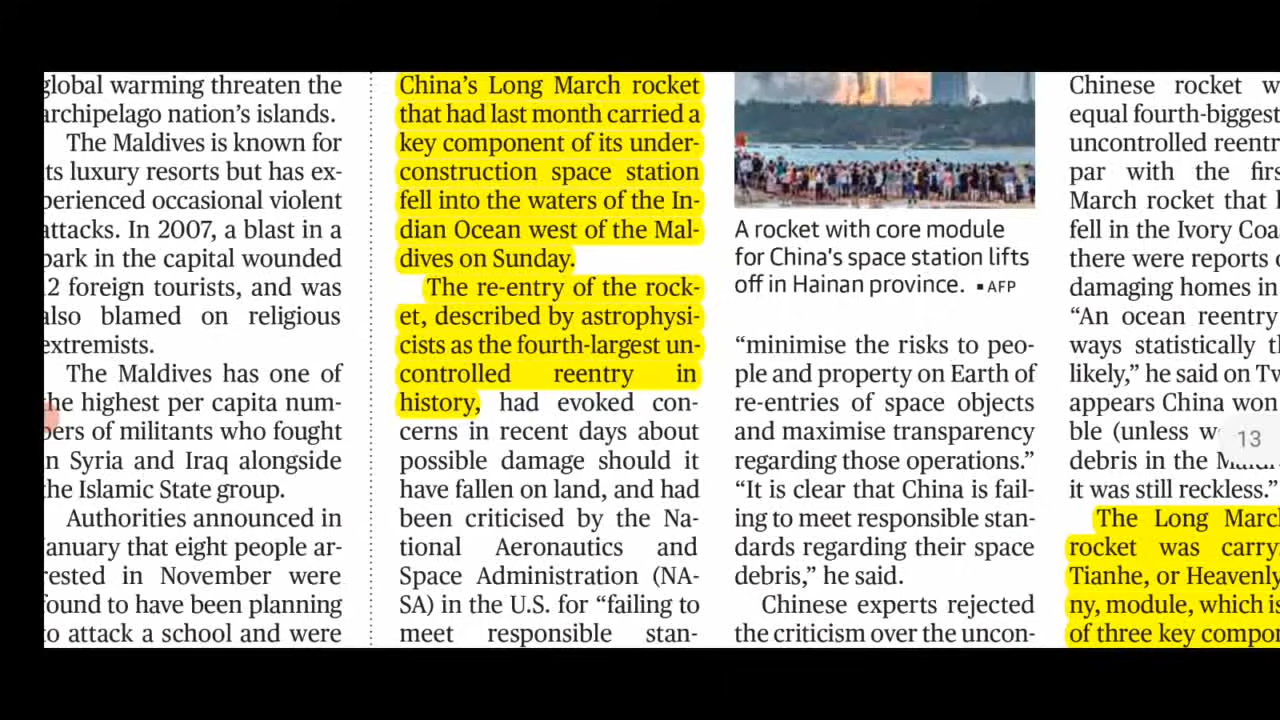 global warming threaten the
archipelago nation's islands.
The Maldives is known for
its luxury resorts but has ex-
perienced occasional violent
attacks. In 2007, a blast in a
park in the capital wounded
12 foreign tourists, and was
also blamed on religious
extremists.
The Maldives has one of
the highest per capita num-
bers of militants who fought
in Syria and Iraq alongside
the Islamic State group.
Authorities announced in
January that eight people ar-
rested in November were
found to have been planning
to attack a school and were
China's Long March rocket
that had last month carried a
key component of its under-
construction space station
fell into the waters of the In-
dian Ocean west of the Mal-
dives on Sunday.
The re-entry of the rock-
et, described by astrophysi-
cists as the fourth-largest un-
controlled reentry in
history, had evoked con-
cerns in recent days about
possible damage should it
have fallen on land, and had
been criticised by the Na-
tional Aeronautics and
Space Administration (NA-
SA) in the U.S. for “failing to
meet responsible stan-
A rocket with core module
for China's space station lifts
off in Hainan province. ▪ AFP
“minimise the risks to peo-
ple and property on Earth of
re-entries of space objects
and maximise transparency
regarding those operations.”
“It is clear that China is fail-
ing to meet responsible stan-
dards regarding their space
debris,” he said.
Chinese experts rejected
the criticism over the uncon-
Chinese rocket w
equal fourth-biggest
uncontrolled reentr
par with the firs
March rocket that
fell in the Ivory Coa
there were reports
damaging homes in
“An ocean reentry
ways statistically th
likely,” he said on Tw
appears China won
ble (unless w
debris in the
it was still reckless.”
The Long Marc
rocket was carry
Tianhe, or Heavenly
ny, module, which is
of three key compo
13